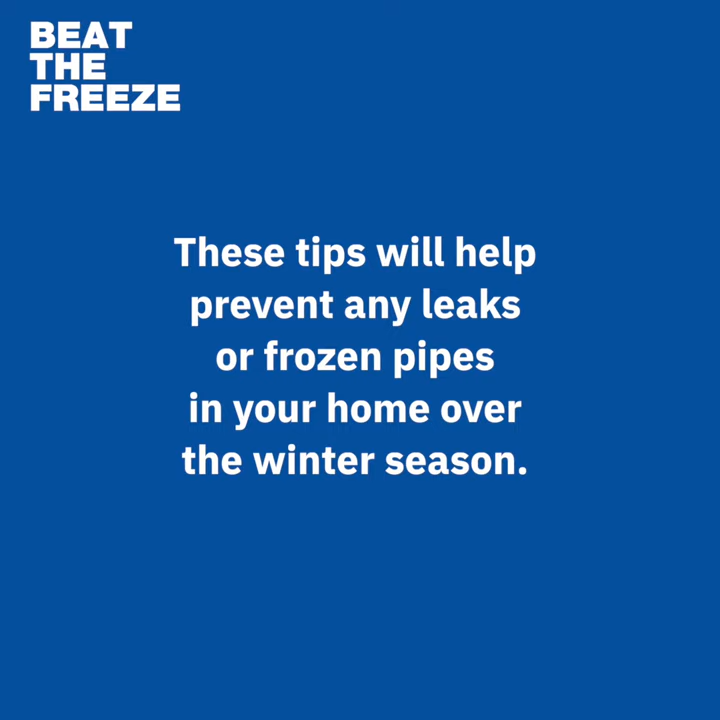 BEAT
THE
FREEZE
These tips will help
prevent any leaks
or frozen pipes
in your home over
the winter season.